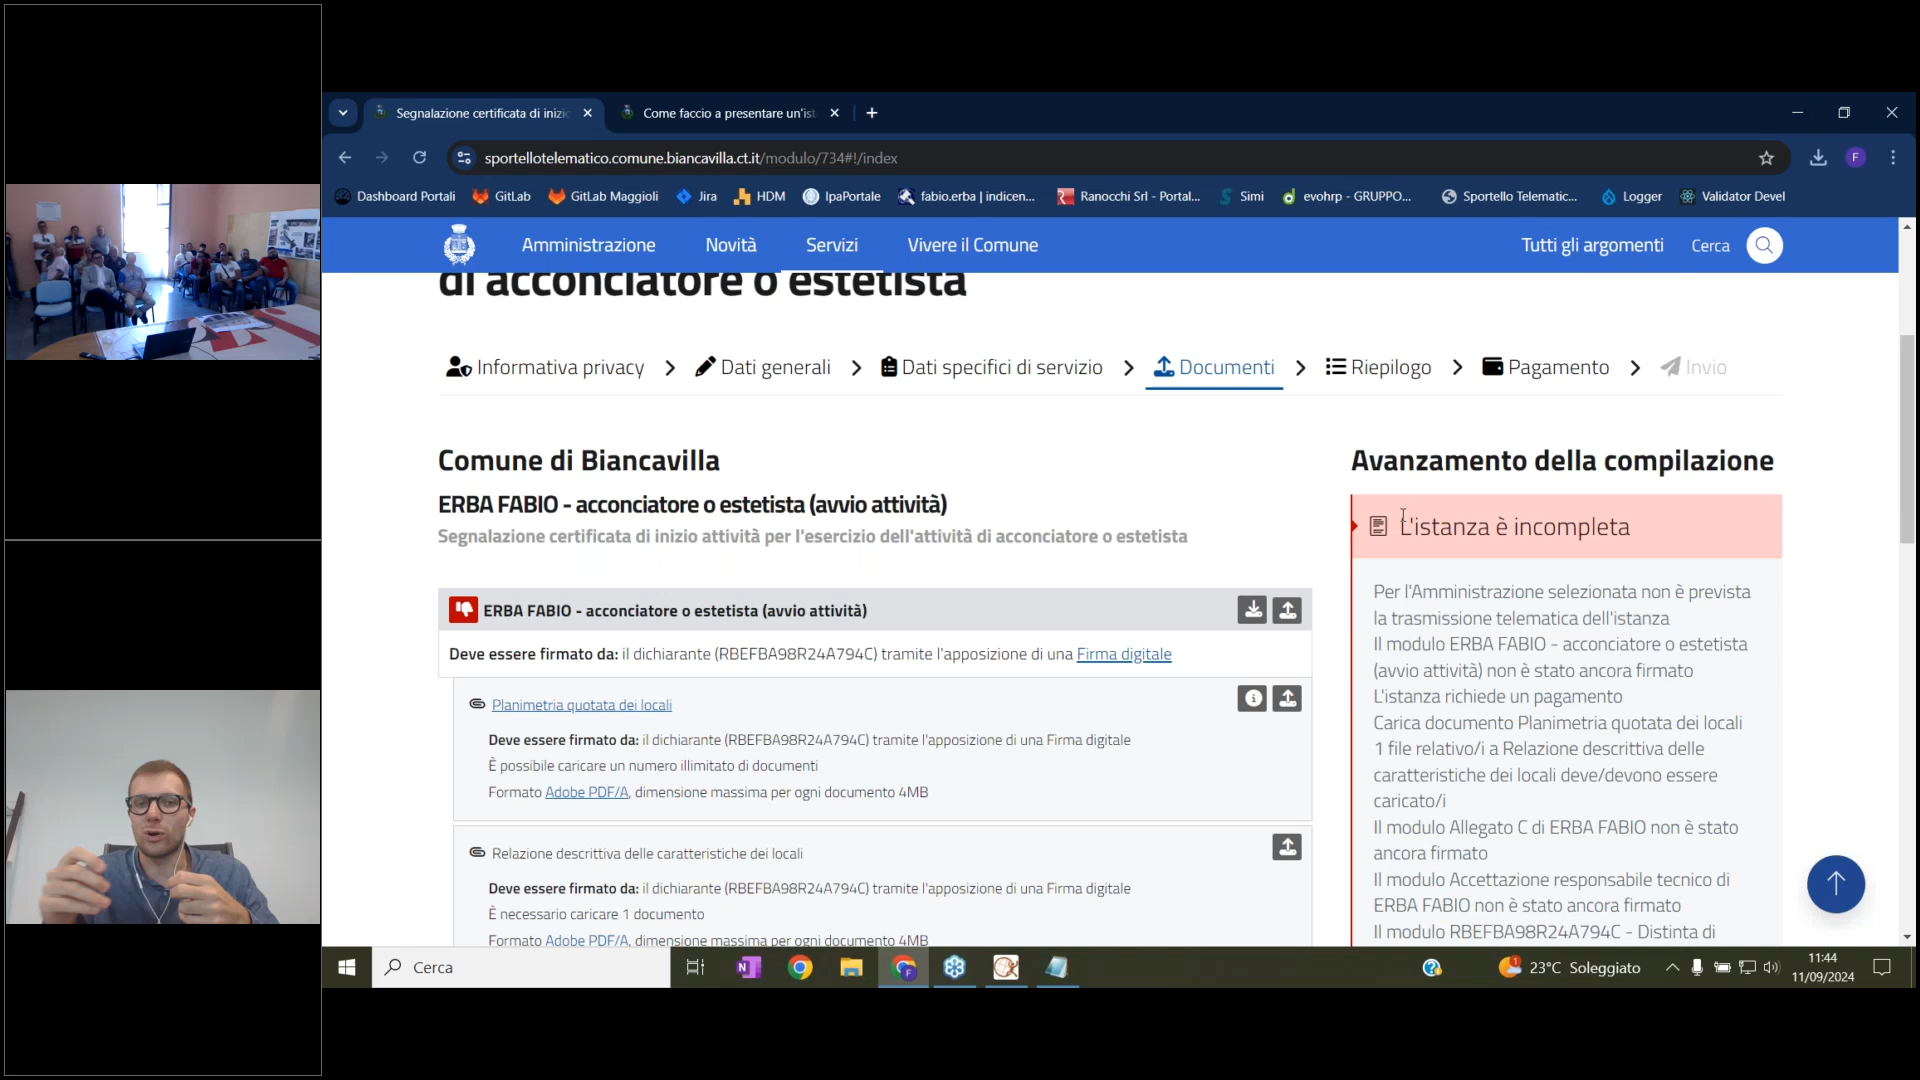 Segnalazione certificata di inizi
Come faccio a presentare un'ist
sportellotelematico.comune.biancavilla.ct.it/modulo/734#!/index
F
Dashboard Portali
GitLab
GitLab Maggioli
Jira
HDM
IpaPortale
fabio.erba | indicen...
Ranocchi Srl - Portal...
Simi
evohrp - GRUPPO...
Sportello Telematic...
Logger
Validator Devel
Amministrazione
Novità
Servizi
Vivere il Comune
Tutti gli argomenti
Cerca
di acconciatore o estetista
Informativa privacy
Dati generali
Dati specifici di servizio
Documenti
Riepilogo
Pagamento
Invio
Comune di Biancavilla
ERBA FABIO - acconciatore o estetista (avvio attività)
Segnalazione certificata di inizio attività per l'esercizio dell'attività di acconciatore o estetista
ERBA FABIO - acconciatore o estetista (avvio attività)
Deve essere firmato da: il dichiarante (RBEFBA98R24A794C) tramite l'apposizione di una Firma digitale
Planimetria quotata dei locali
Deve essere firmato da: il dichiarante (RBEFBA98R24A794C) tramite l'apposizione di una Firma digitale
È possibile caricare un numero illimitato di documenti
Formato Adobe PDF/A, dimensione massima per ogni documento 4MB
Relazione descrittiva delle caratteristiche dei locali
Deve essere firmato da: il dichiarante (RBEFBA98R24A794C) tramite l'apposizione di una Firma digitale
È necessario caricare 1 documento
Formato Adobe PDF/A, dimensione massima per ogni documento 4MB
Avanzamento della compilazione
L'istanza è incompleta
Per l'Amministrazione selezionata non è prevista
la trasmissione telematica dell'istanza
Il modulo ERBA FABIO - acconciatore o estetista
(avvio attività) non è stato ancora firmato
L'istanza richiede un pagamento
Carica documento Planimetria quotata dei locali
1 file relativo/i a Relazione descrittiva delle
caratteristiche dei locali deve/devono essere
caricato/i
Il modulo Allegato C di ERBA FABIO non è stato
ancora firmato
Il modulo Accettazione responsabile tecnico di
ERBA FABIO non è stato ancora firmato
Il modulo RBEFBA98R24A794C - Distinta di
Cerca
23°C Soleggiato
11:44
11/09/2024